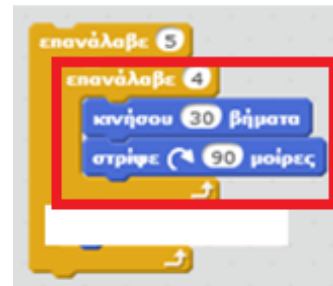 επανάλαβε 5
επανάλαβε 4
κινήσου 30 βήματα
στρίψε 90 μοίρες